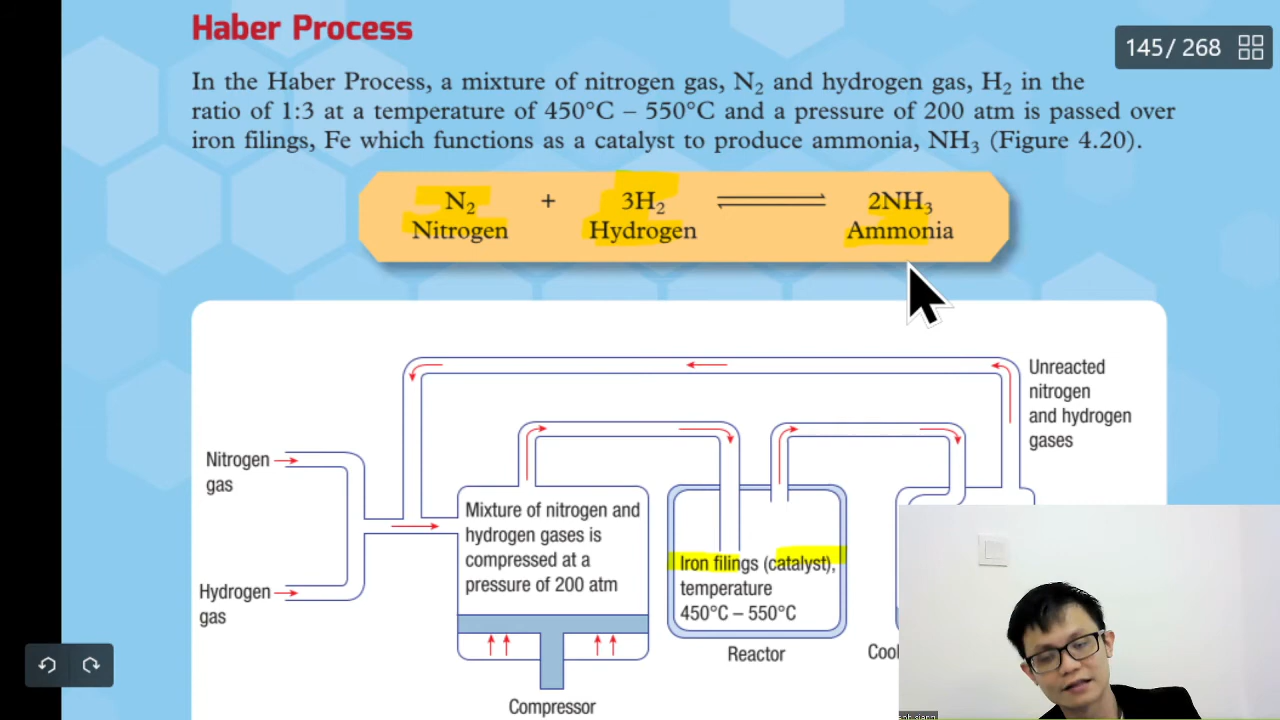 Haber Process
145/ 268
In the Haber Process, a mixture of nitrogen gas, N₂ and hydrogen gas, H₂ in the
ratio of 1:3 at a temperature of 450°C – 550°C and a pressure of 200 atm is passed over
iron filings, Fe which functions as a catalyst to produce ammonia, NH₃ (Figure 4.20).
N₂ + 3H₂ ⇌ 2NH₃
Nitrogen Hydrogen Ammonia
Unreacted
nitrogen
and hydrogen
gases
Nitrogen
gas
Mixture of nitrogen and
hydrogen gases is
compressed at a
pressure of 200 atm
Iron filings (catalyst),
temperature
450°C – 550°C
Hydrogen
gas
Reactor
Compressor